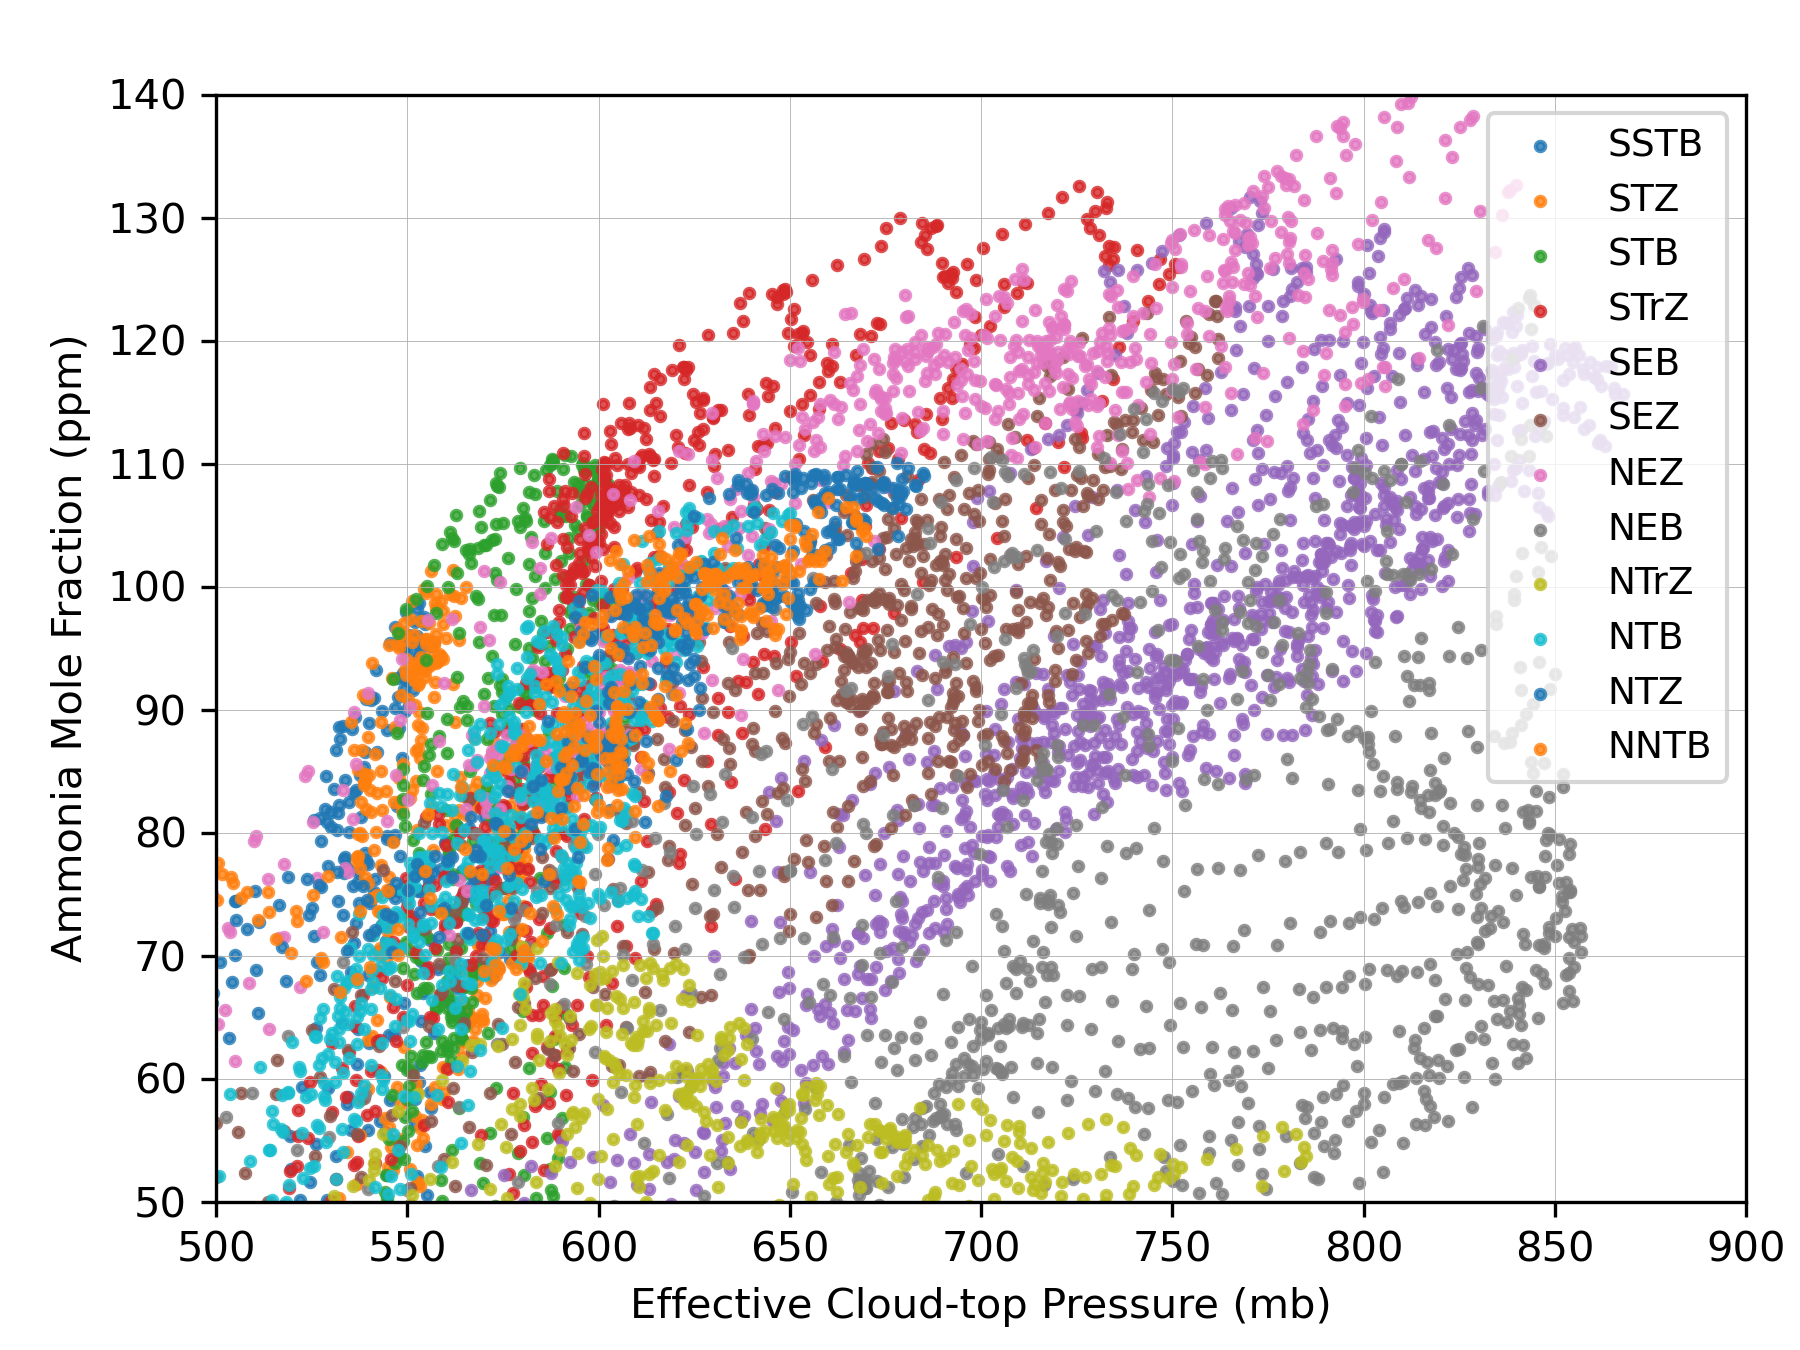 140
130
120
110
100
90
80
70
60
50
Ammonia Mole Fraction (ppm)
500 550 600 650 700 750 800 850 900
Effective Cloud-top Pressure (mb)
SSTB
STZ
STB
STrZ
SEB
SEZ
NEZ
NEB
NTrZ
NTB
NTZ
NNTB